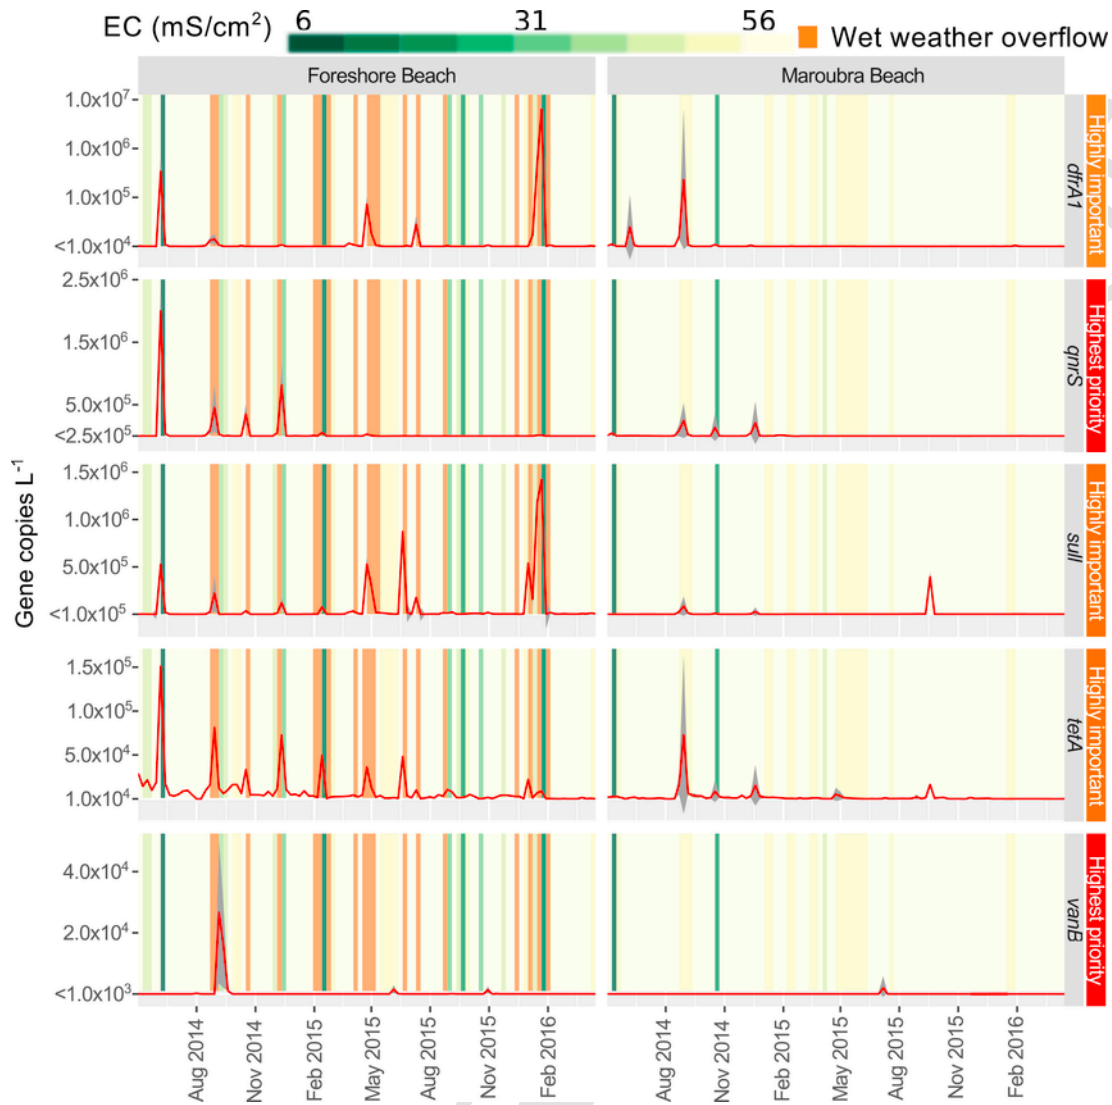 EC (mS/cm²) 6 31 56 Wet weather overflow
Foreshore Beach Maroubra Beach
1.0x10⁷
1.0x10⁶
1.0x10⁵
<1.0x10⁴
dfrA1
Highly important
2.5x10⁶
1.5x10⁶
5.0x10⁵
<2.5x10⁵
qnrS
Highest priority
Gene copies L⁻¹
1.5x10⁶
1.0x10⁶
5.0x10⁵
<1.0x10⁵
sulI
Highly important
1.5x10⁵
1.0x10⁵
5.0x10⁴
1.0x10⁴
tetA
Highly important
4.0x10⁴
2.0x10⁴
<1.0x10³
vanB
Highest priority
Aug 2014 Nov 2014 Feb 2015 May 2015 Aug 2015 Nov 2015 Feb 2016
Aug 2014 Nov 2014 Feb 2015 May 2015 Aug 2015 Nov 2015 Feb 2016